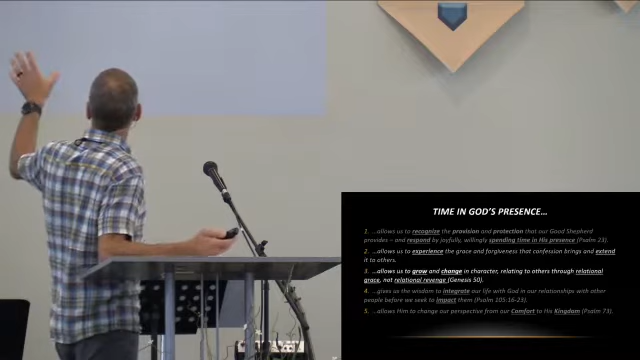 TIME IN GOD'S PRESENCE...
1. ...allows us to recognize the provision and protection that our Good Shepherd
provides – and respond by joyfully, willingly spending time in His presence (Psalm 23).
2. ...allows us to experience the grace and forgiveness that confession brings and extend
it to others.
3. ...allows us to grow and change in character, relating to others through relational
grace, not relational revenge (Genesis 50).
4. ...gives us the wisdom to integrate our life with God in our relationships with other
people before we seek to impact them (Psalm 105:16-23).
5. ...allows Him to change our perspective from our Comfort to His Kingdom (Psalm 73).